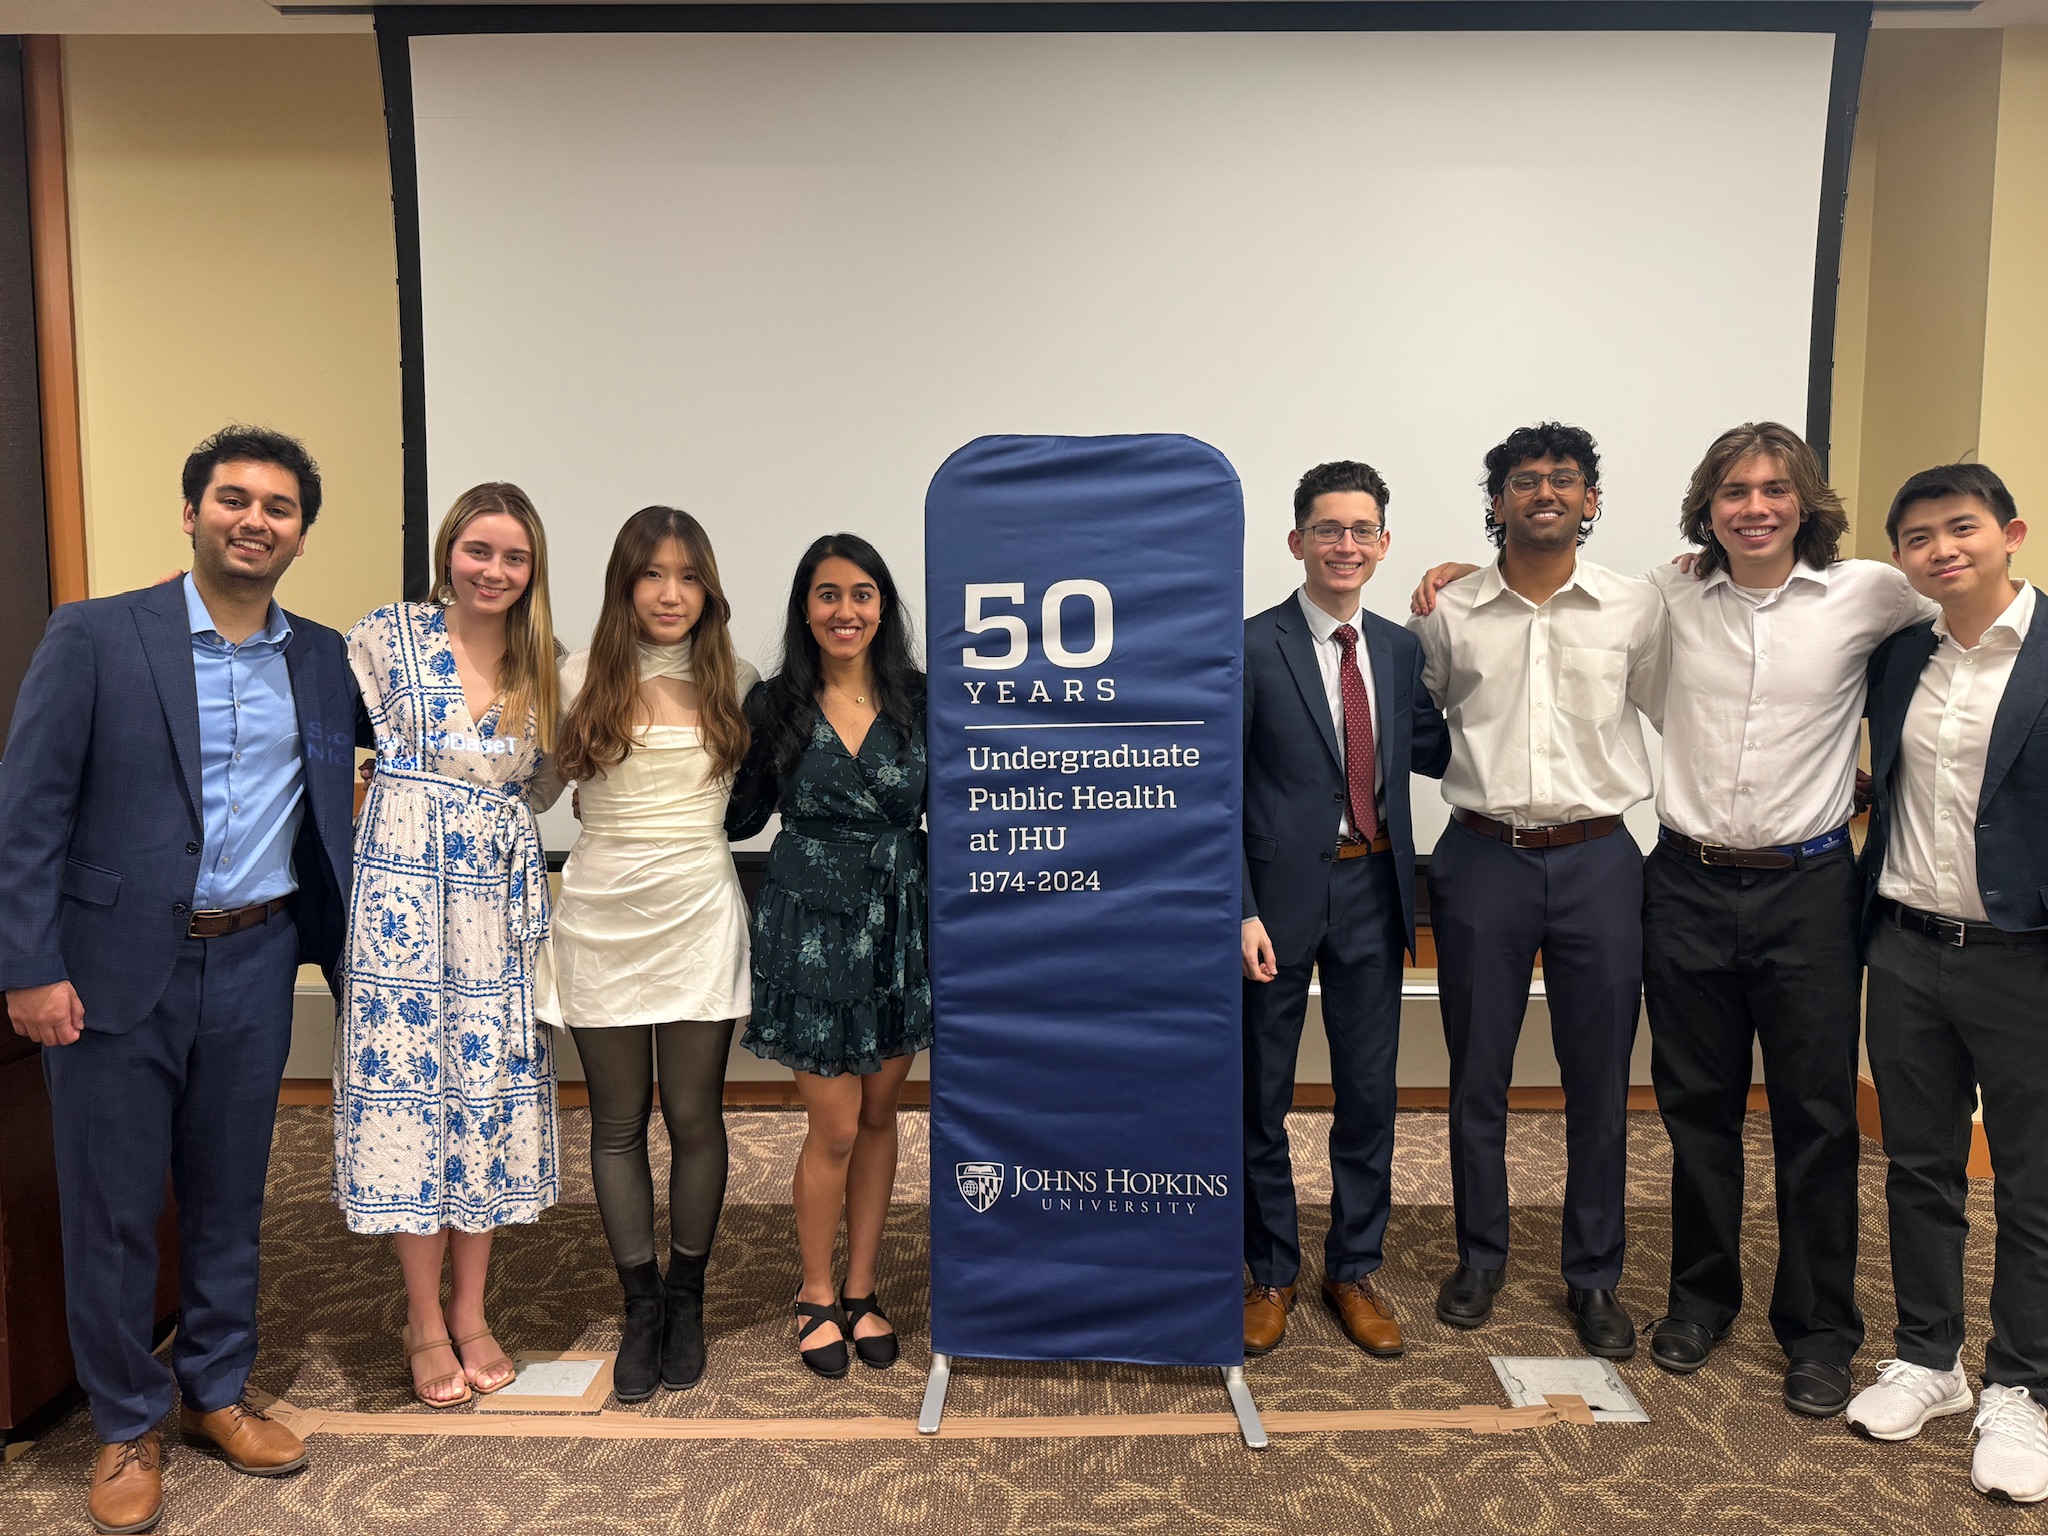 50
YEARS
Undergraduate
Public Health
at JHU
1974-2024
JOHNS HOPKINS
UNIVERSITY